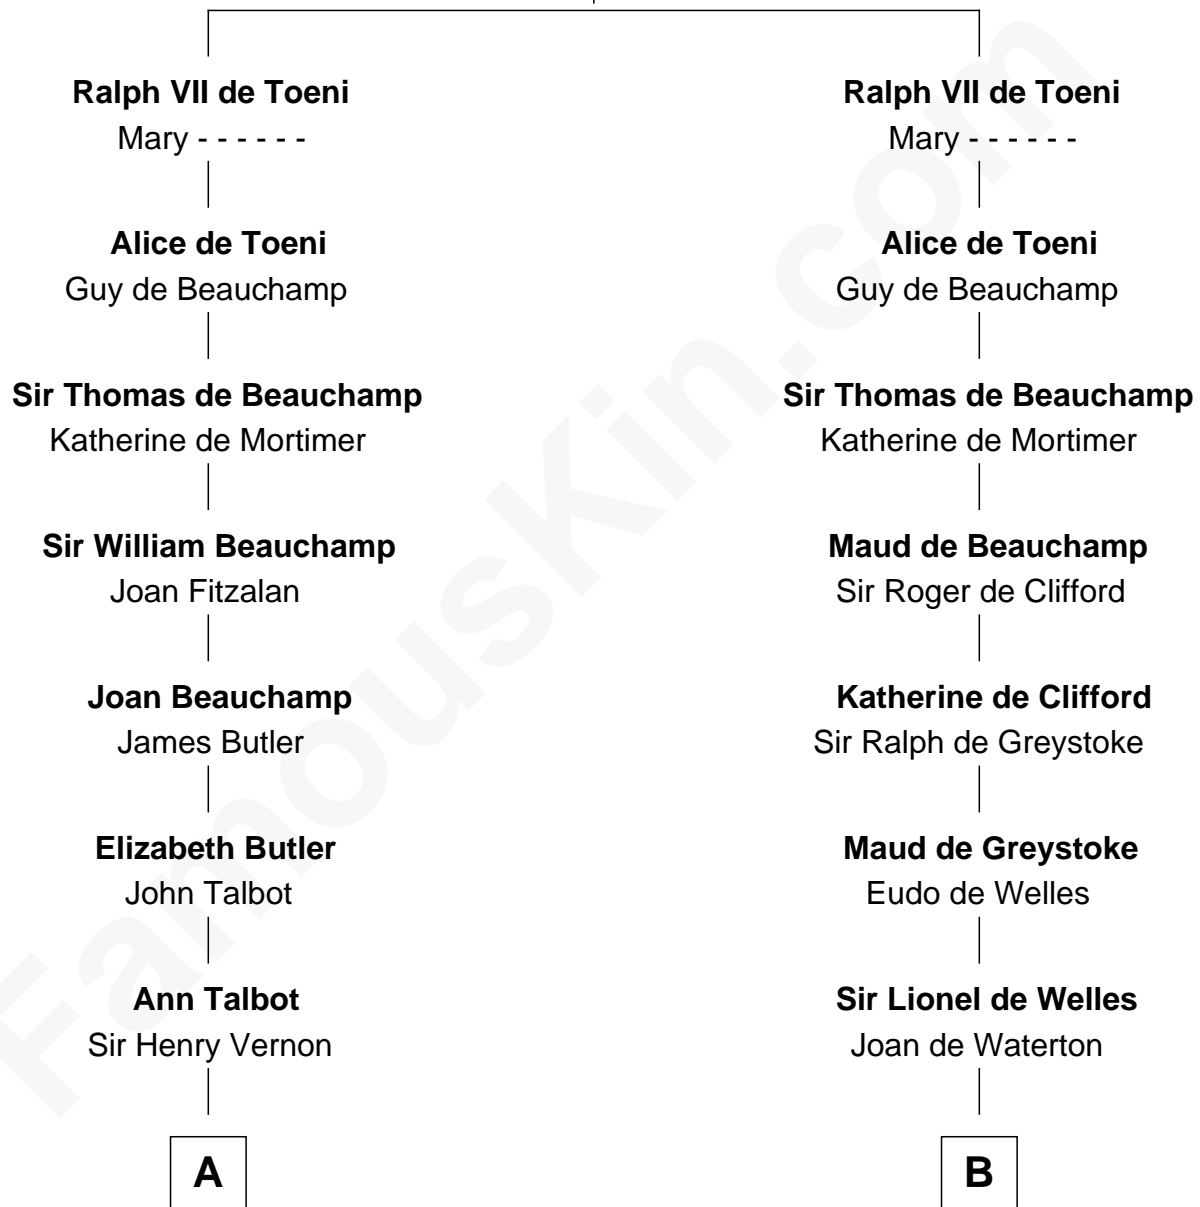 Ralph VII de Toeni
Mary - - - - - -
Alice de Toeni
Guy de Beauchamp
Sir Thomas de Beauchamp
Katherine de Mortimer
Sir William Beauchamp
Joan Fitzalan
Joan Beauchamp
James Butler
Elizabeth Butler
John Talbot
Ann Talbot
Sir Henry Vernon
A
Ralph VII de Toeni
Mary - - - - - -
Alice de Toeni
Guy de Beauchamp
Sir Thomas de Beauchamp
Katherine de Mortimer
Maud de Beauchamp
Sir Roger de Clifford
Katherine de Clifford
Sir Ralph de Greystoke
Maud de Greystoke
Eudo de Welles
Sir Lionel de Welles
Joan de Waterton
B
FamousKin.com